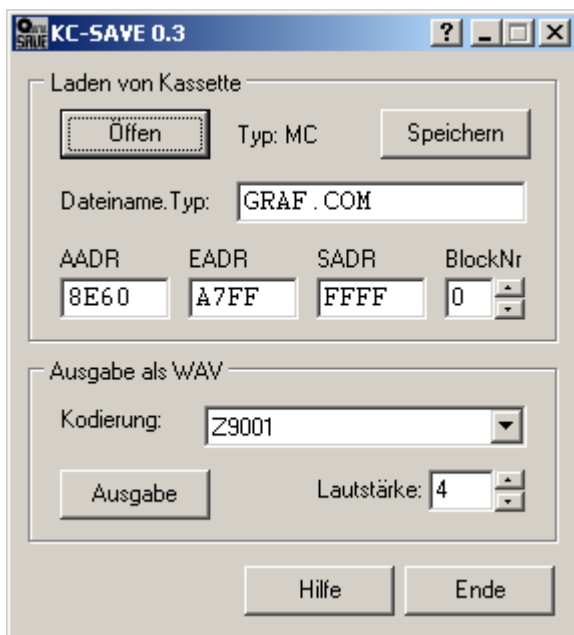 KC-SAVE 0.3
Laden von Kassette
Öffen Typ: MC Speichern
Dateiname.Typ: GRAF.COM
AADR EADR SADR BlockNr
8E60 A7FF FFFF 0
Ausgabe als WAV
Kodierung: Z9001
Ausgabe Lautstärke: 4
Hilfe Ende